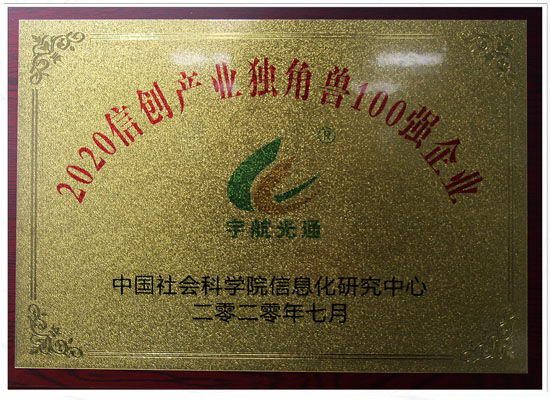 2020信创产业独角兽100强企业
®
宇航光通
中国社会科学院信息化研究中心
二零二零年七月